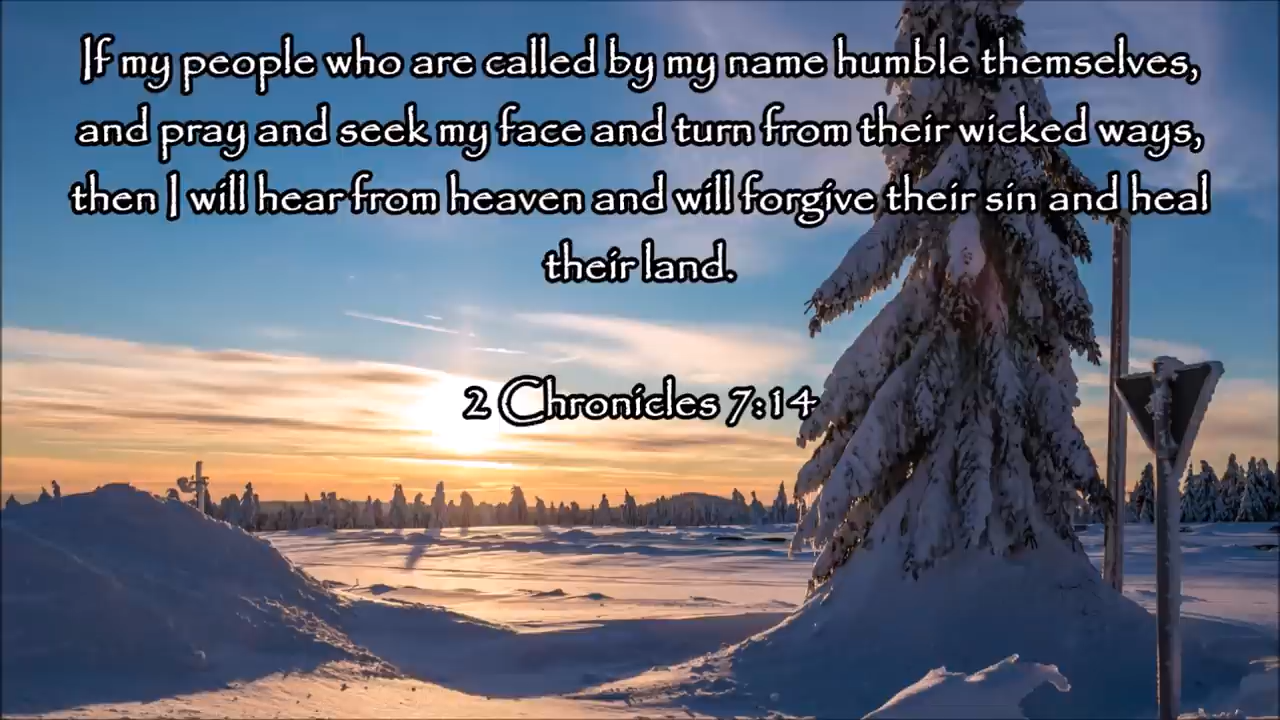 If my people who are called by my name humble themselves,
and pray and seek my face and turn from their wicked ways,
then I will hear from heaven and will forgive their sin and heal
their land.
2 Chronicles 7:14